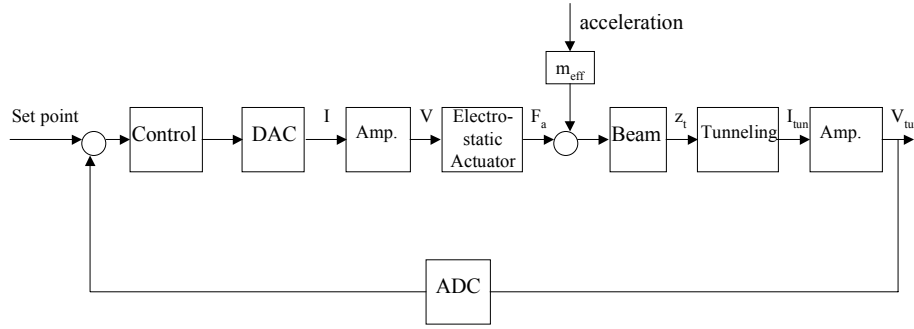 acceleration
m_eff
Set point
Control
DAC
I
Amp.
V
Electro-
static
Actuator
F_a
Beam
z_t
Tunneling
I_tun
Amp.
V_tu
ADC